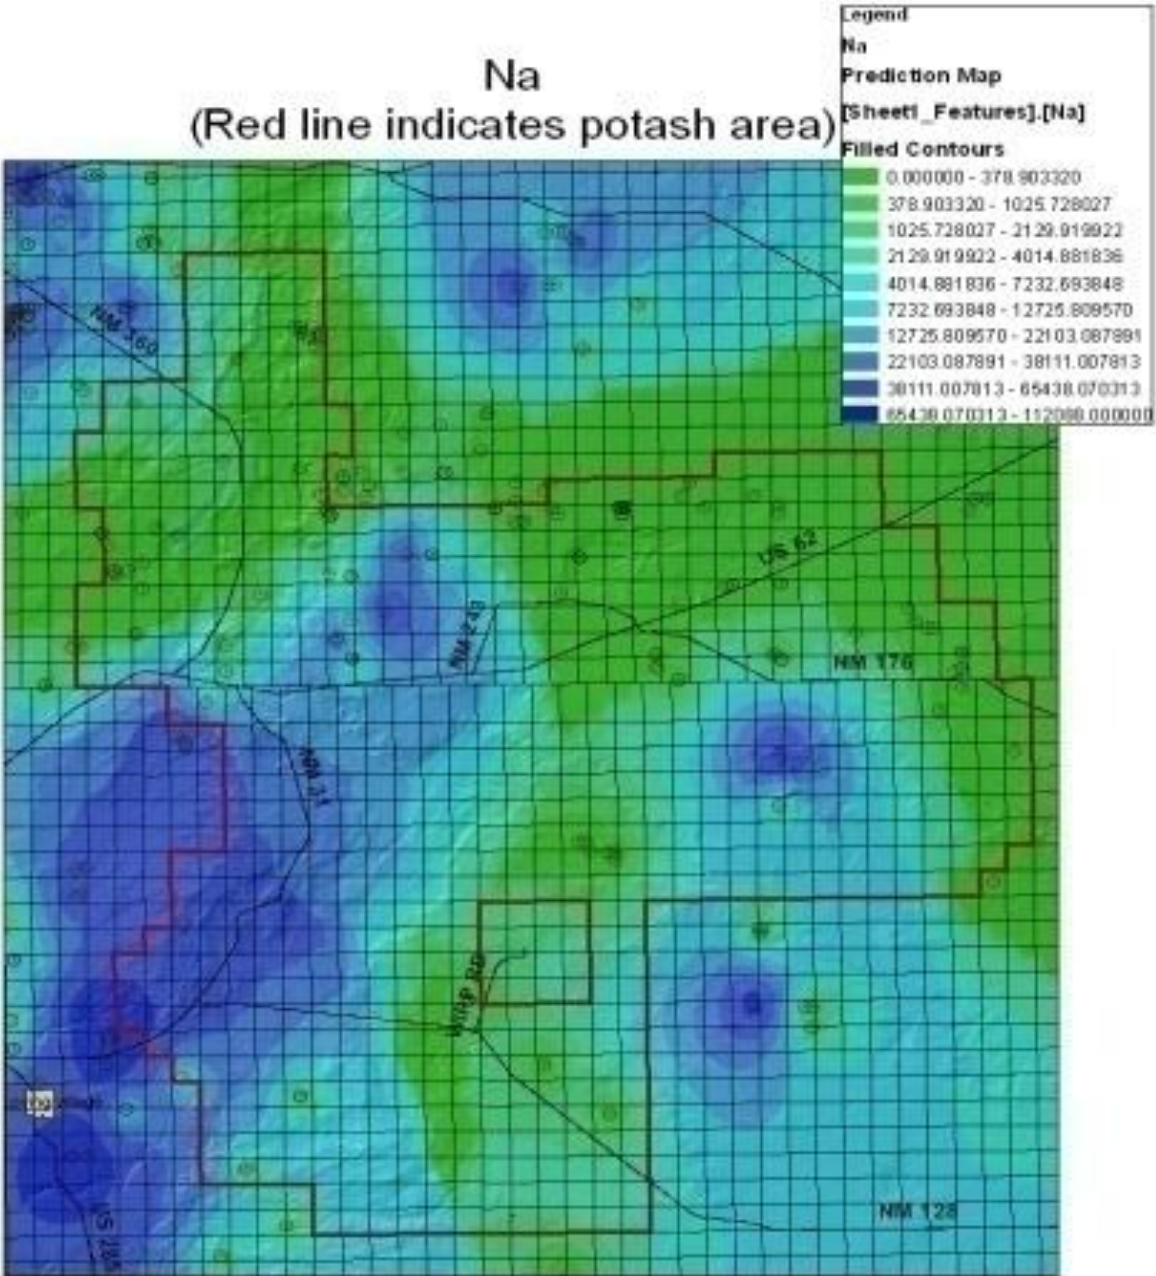 Na
(Red line indicates potash area)
Legend
Na
Prediction Map
[Sheet1_Features].[Na]
Filled Contours
0.000000 - 378.903320
378.903320 - 1025.728027
1025.728027 - 2129.919922
2129.919922 - 4014.881836
4014.881836 - 7232.693848
7232.693848 - 12725.809570
12725.809570 - 22103.087891
22103.087891 - 38111.007813
38111.007813 - 65438.070313
65438.070313 - 112088.000000
NM 360
US 62
NM 243
NM 176
NM 31
WIPP RD
NM 128
US 285